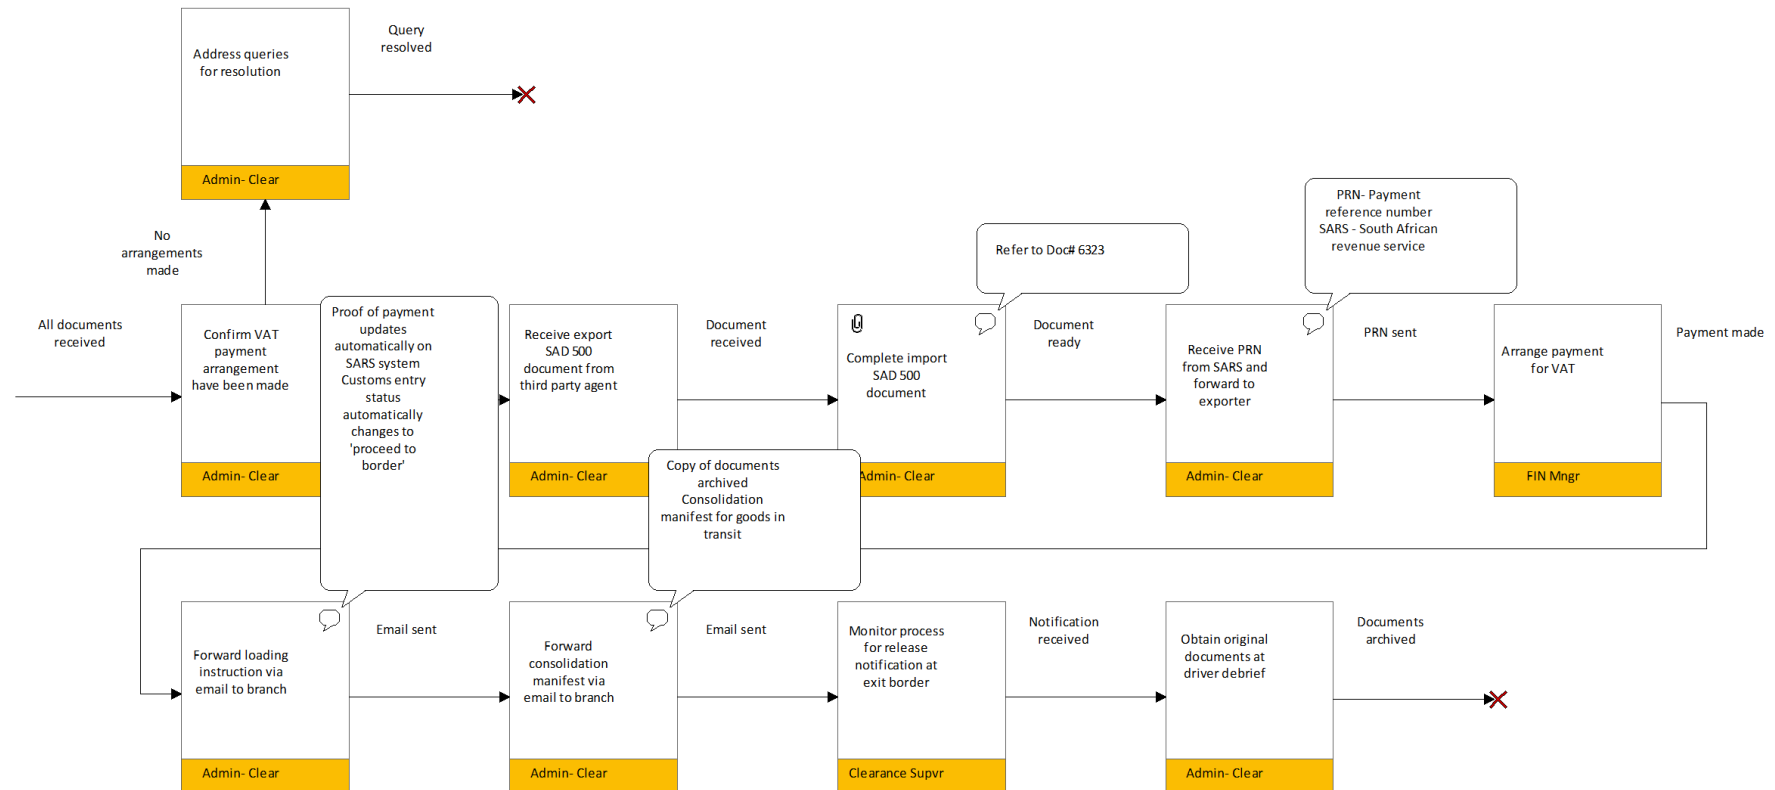 Query
resolved
Address queries
for resolution
Admin- Clear
No
arrangements
made
PRN- Payment
reference number
SARS - South African
revenue service
Refer to Doc# 6323
All documents
received
Confirm VAT
payment
arrangement
have been made
Admin- Clear
Proof of payment
updates
automatically on
SARS system
Customs entry
status
automatically
changes to
'proceed to
border'
Receive export
SAD 500
document from
third party agent
Admin- Clear
Document
received
Complete import
SAD 500
document
Admin- Clear
Document
ready
Receive PRN
from SARS and
forward to
exporter
Admin- Clear
PRN sent
Arrange payment
for VAT
FIN Mngr
Payment made
Copy of documents
archived
Consolidation
manifest for goods in
transit
Forward loading
instruction via
email to branch
Admin- Clear
Email sent
Forward
consolidation
manifest via
email to branch
Admin- Clear
Email sent
Monitor process
for release
notification at
exit border
Clearance Supvr
Notification
received
Obtain original
documents at
driver debrief
Admin- Clear
Documents
archived